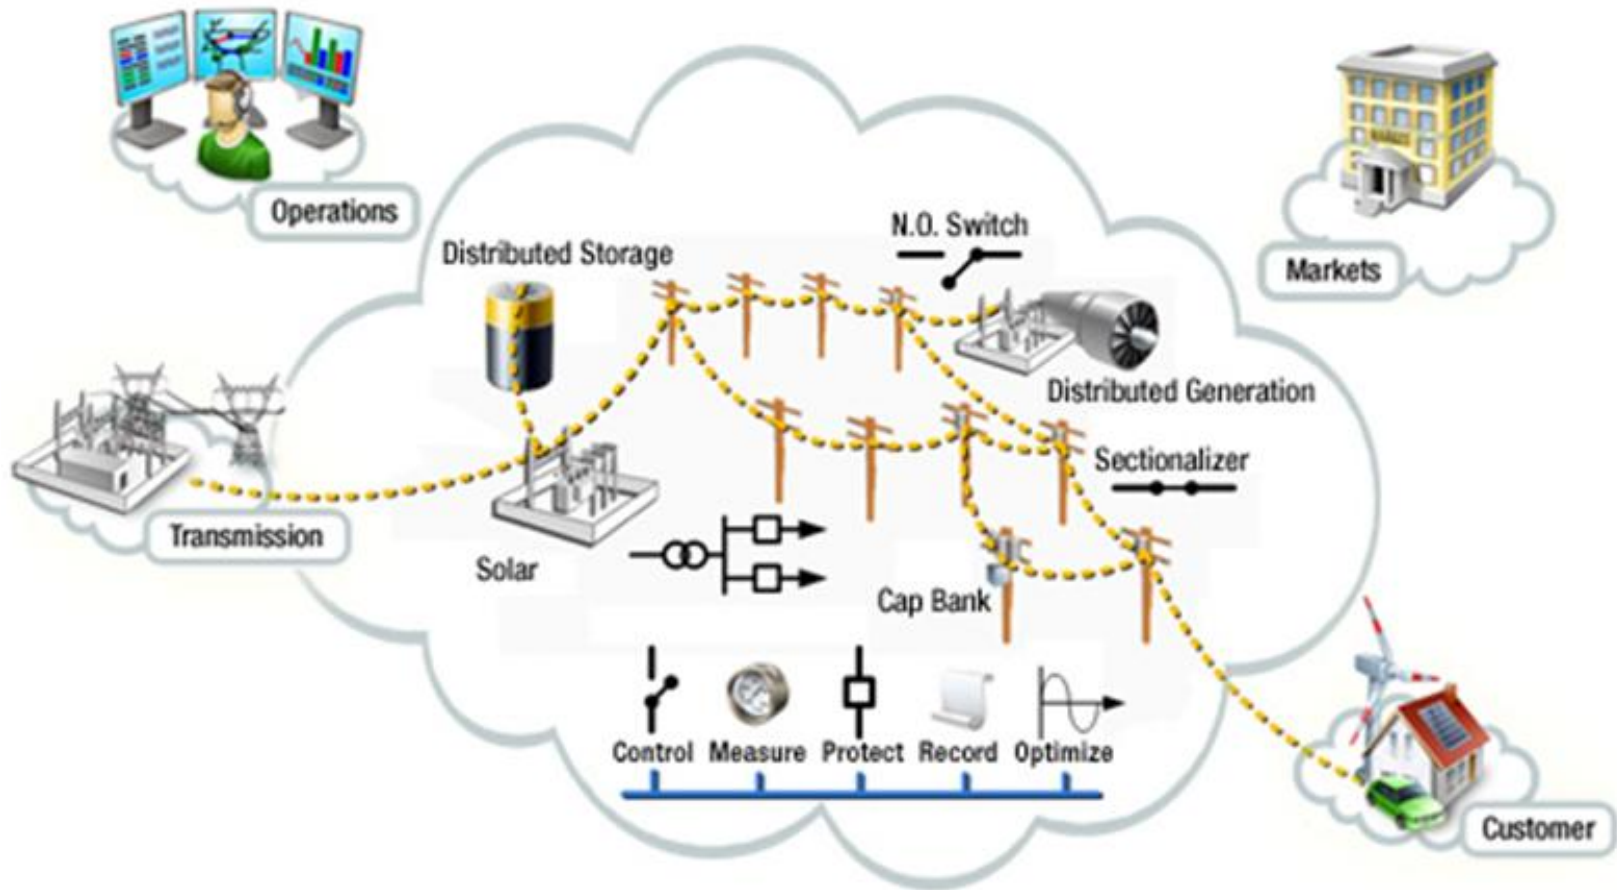 Operations
N.O. Switch
Distributed Storage
Markets
Distributed Generation
Sectionalizer
Transmission
Solar
Cap Bank
Control Measure Protect Record Optimize
Customer